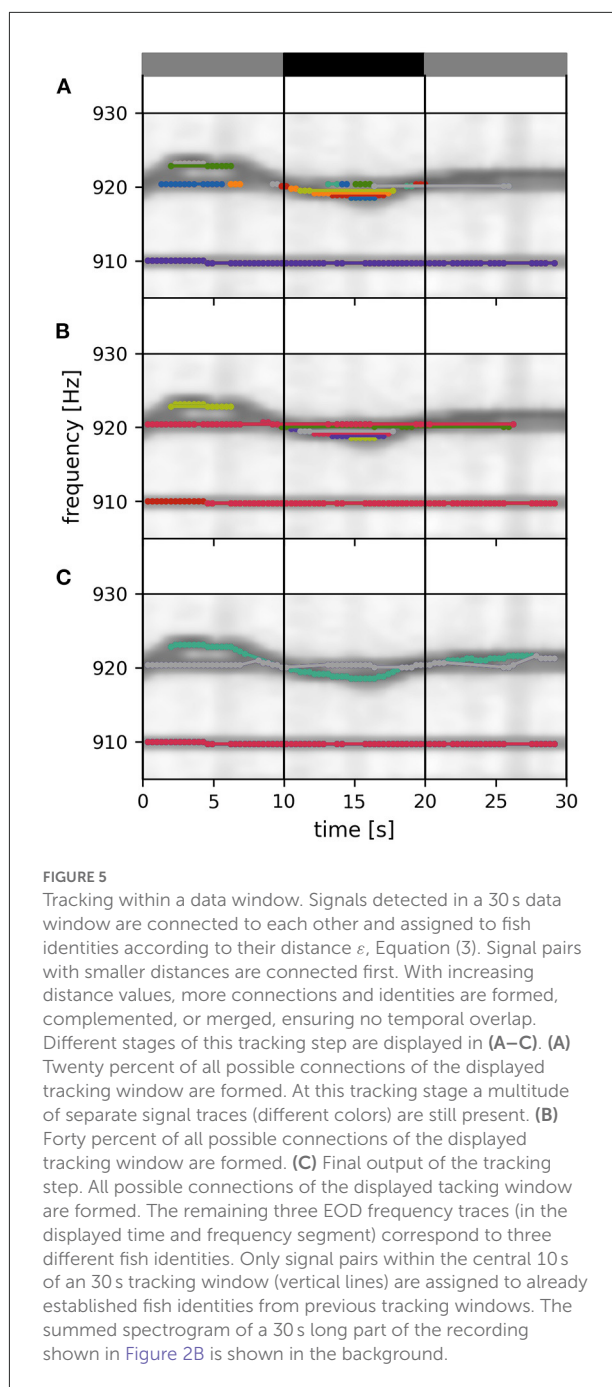 A
930
920
910
B
930
920
910
frequency [Hz]
C
930
920
910
0 5 10 15 20 25 30
time [s]
FIGURE 5
Tracking within a data window. Signals detected in a 30 s data
window are connected to each other and assigned to fish
identities according to their distance ε, Equation (3). Signal pairs
with smaller distances are connected first. With increasing
distance values, more connections and identities are formed,
complemented, or merged, ensuring no temporal overlap.
Different stages of this tracking step are displayed in (A–C). (A)
Twenty percent of all possible connections of the displayed
tracking window are formed. At this tracking stage a multitude
of separate signal traces (different colors) are still present. (B)
Forty percent of all possible connections of the displayed
tracking window are formed. (C) Final output of the tracking
step. All possible connections of the displayed tacking window
are formed. The remaining three EOD frequency traces (in the
displayed time and frequency segment) correspond to three
different fish identities. Only signal pairs within the central 10 s
of an 30 s tracking window (vertical lines) are assigned to already
established fish identities from previous tracking windows. The
summed spectrogram of a 30 s long part of the recording
shown in Figure 2B is shown in the background.